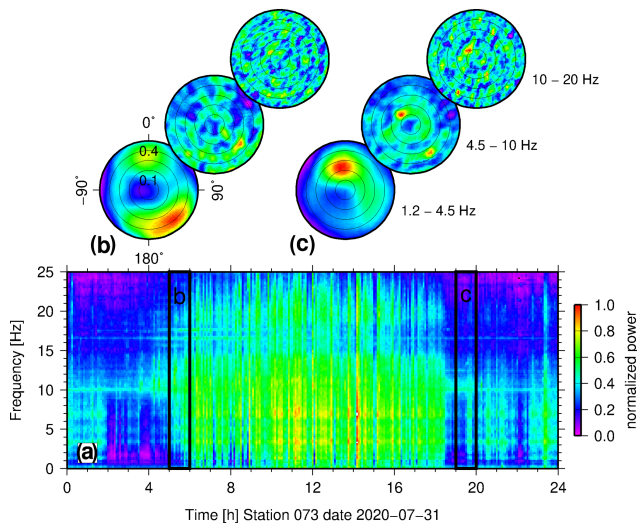 10 − 20 Hz
0°
0.4
4.5 − 10 Hz
−90°
0.1
90°
1.2 − 4.5 Hz
(b)
180°
(c)
25
20
15
10
5
0
Frequency [Hz]
b
c
(a)
0
4
8
12
16
20
24
Time [h] Station 073 date 2020−07−31
1.0
0.8
0.6
0.4
0.2
0.0
normalized power